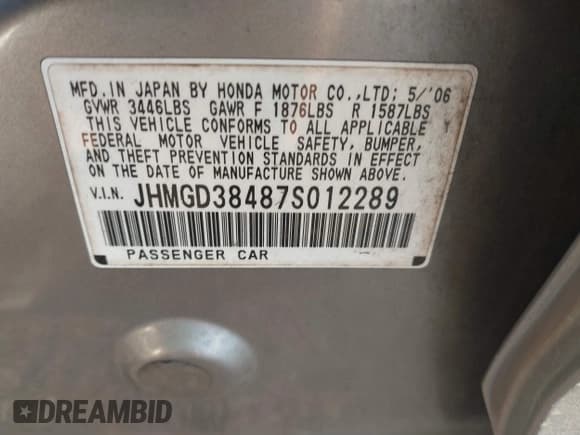 MFD.IN JAPAN BY HONDA MOTOR CO.,LTD; 5/'06
GVWR 3446LBS GAWR F 1876LBS R 1587LBS
THIS VEHICLE CONFORMS TO ALL APPLICABLE
FEDERAL MOTOR VEHICLE SAFETY, BUMPER,
AND THEFT PREVENTION STANDARDS IN EFFECT
ON THE DATE OF MANUFACTURE SHOWN ABOVE.
V.I.N. JHMGD38487S012289
PASSENGER CAR
DREAMBID